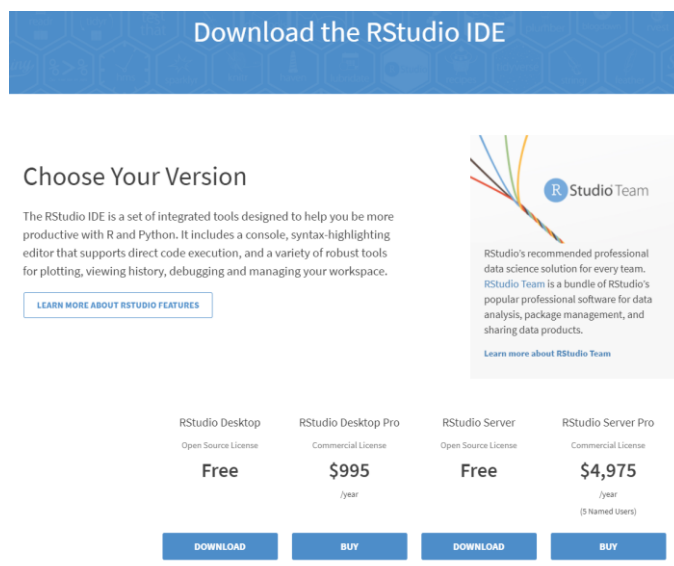 Download the RStudio IDE
Choose Your Version
The RStudio IDE is a set of integrated tools designed to help you be more
productive with R and Python. It includes a console, syntax-highlighting
editor that supports direct code execution, and a variety of robust tools
for plotting, viewing history, debugging and managing your workspace.
LEARN MORE ABOUT RSTUDIO FEATURES
R Studio Team
RStudio's recommended professional
data science solution for every team.
RStudio Team is a bundle of RStudio's
popular professional software for data
analysis, package management, and
sharing data products.
Learn more about RStudio Team
RStudio Desktop RStudio Desktop Pro RStudio Server RStudio Server Pro
Open Source License Commercial License Open Source License Commercial License
Free $995 Free $4,975
/year /year
(5 Named Users)
DOWNLOAD BUY DOWNLOAD BUY